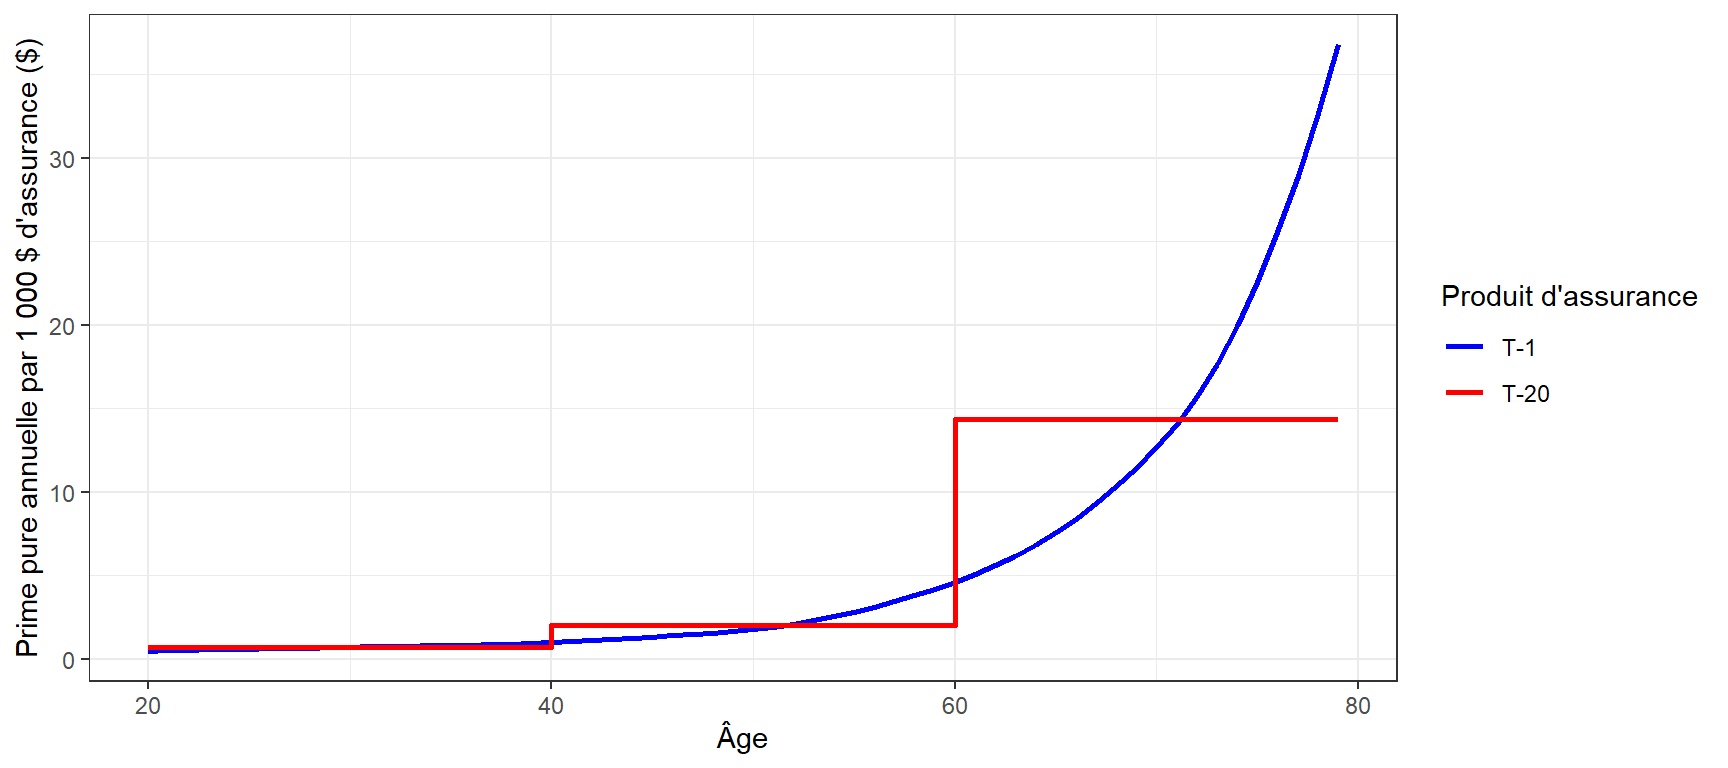 Prime pure annuelle par 1 000 $ d'assurance ($)
30
20
10
0
20 40 60 80
Âge
Produit d'assurance
T-1
T-20